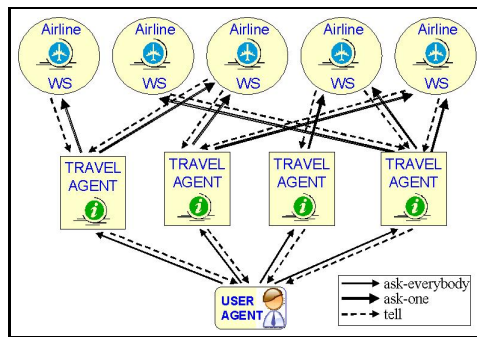 Airline Airline Airline Airline Airline
WS WS WS WS WS
TRAVEL TRAVEL TRAVEL TRAVEL
AGENT AGENT AGENT AGENT
i i i i
USER
AGENT
ask-everybody
ask-one
tell